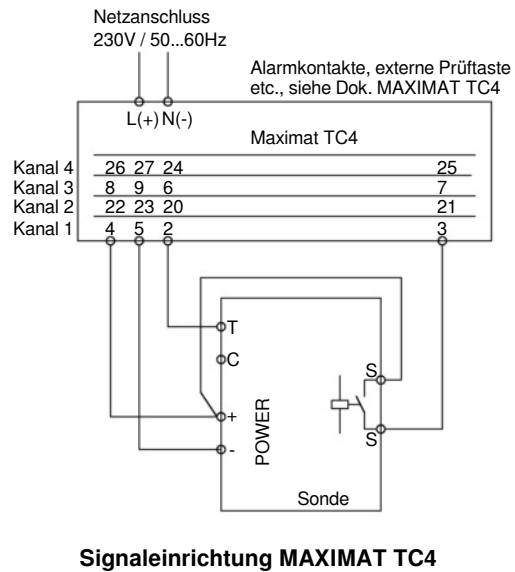 Netzanschluss
230V / 50...60Hz
Alarmkontakte, externe Prüftaste
etc., siehe Dok. MAXIMAT TC4
L(+) N(-)
Maximat TC4
Kanal 4 26 27 24 25
Kanal 3 8 9 6 7
Kanal 2 22 23 20 21
Kanal 1 4 5 2 3
T
C
S
+
POWER
S
-
Sonde
Signaleinrichtung MAXIMAT TC4